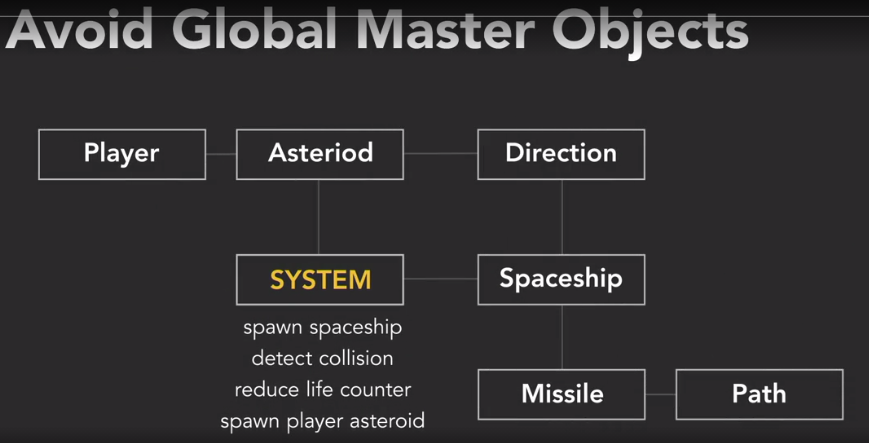 Avoid Global Master Objects
Player
Asteriod
Direction
SYSTEM
Spaceship
spawn spaceship
detect collision
reduce life counter
spawn player asteroid
Missile
Path